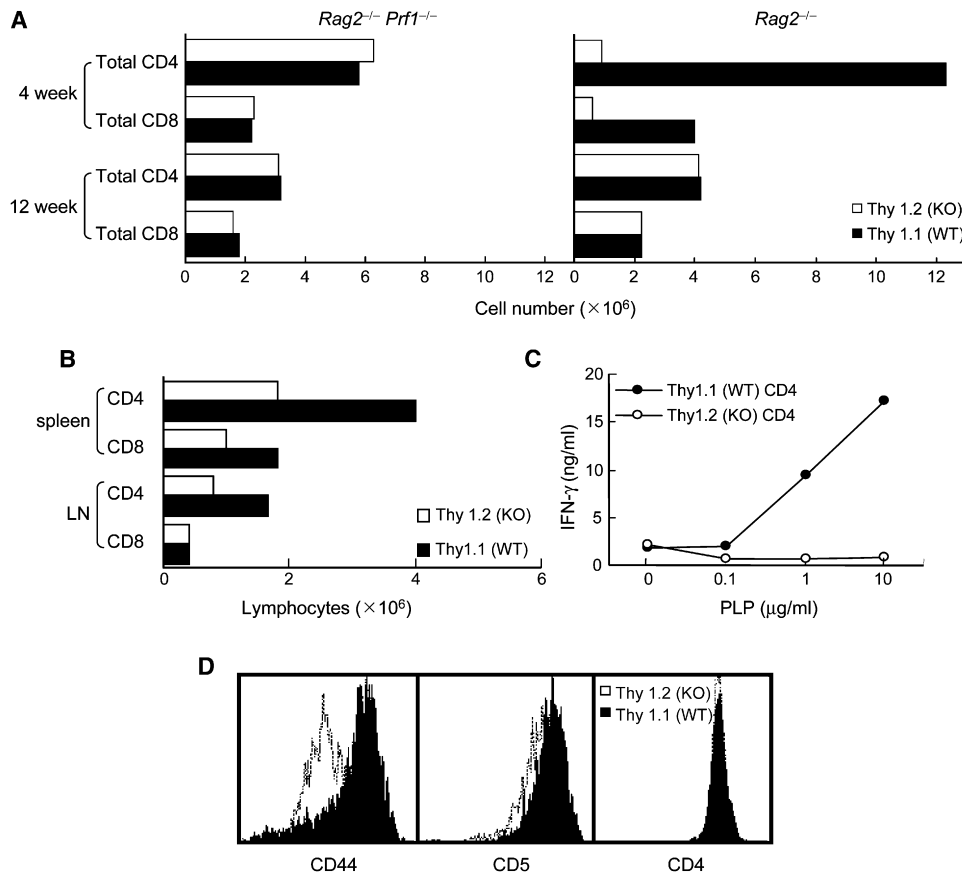 A
Rag2–/– Prf1–/–
Rag2–/–
4 week
Total CD4
Total CD8
12 week
Total CD4
Total CD8
Thy 1.2 (KO)
Thy 1.1 (WT)
0 2 4 6 8 10 12
0 2 4 6 8 10 12
Cell number (×10⁶)
B
spleen
CD4
CD8
LN
CD4
CD8
Thy 1.2 (KO)
Thy1.1 (WT)
0 2 4 6
Lymphocytes (×10⁶)
C
IFN-γ (ng/ml)
20
15
10
5
0
Thy1.1 (WT) CD4
Thy1.2 (KO) CD4
0 0.1 1 10
PLP (μg/ml)
D
Thy 1.2 (KO)
Thy 1.1 (WT)
CD44 CD5 CD4